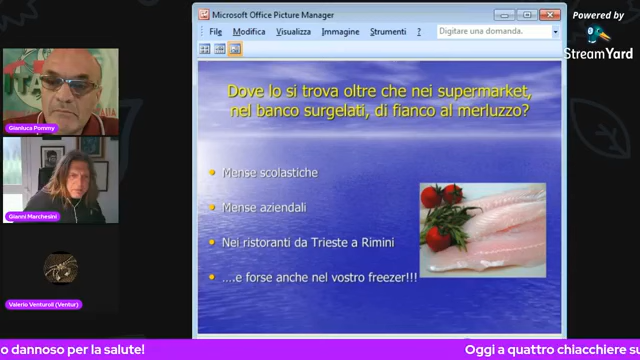 Microsoft Office Picture Manager
File Modifica Visualizza Immagine Strumenti ? Digitare una domanda.
Powered by
StreamYard
Dove lo si trova oltre che nei supermarket,
nel banco surgelati, di fianco al merluzzo?
Mense scolastiche
Mense aziendali
Nei ristoranti da Trieste a Rimini
....e forse anche nel vostro freezer!!!
Gianluca Pommy
Gianni Marchesini
Valerio Venturoli (Ventur)
o dannoso per la salute! Oggi a quattro chiacchiere su